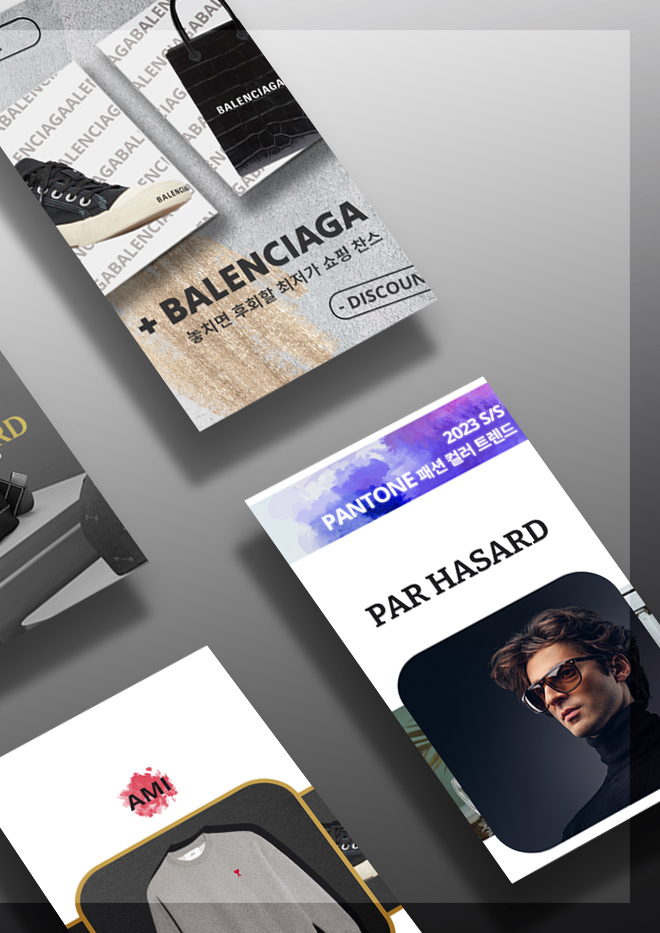 BALENCIAGA
BALENCIAGA
+ BALENCIAGA
놓치면 후회할 최저가 쇼핑 찬스
- DISCOUN
RD
2023 S/S
PANTONE 패션 컬러 트렌드
PAR HASARD
AMI